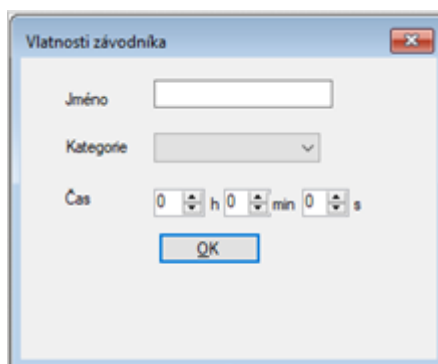 Vlatnosti závodníka
Jméno
Kategorie
Čas 0 h 0 min 0 s
OK